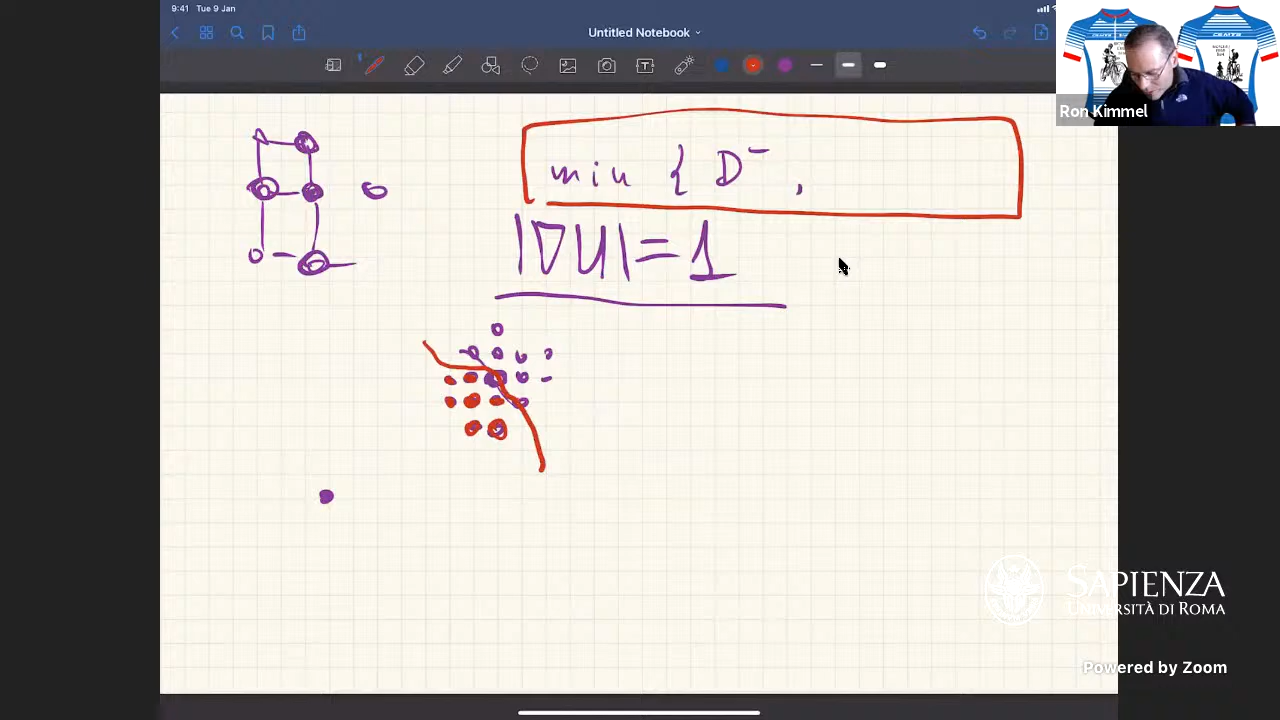 9:41 Tue 9 Jan
Untitled Notebook
Ron Kimmel
min { D⁻ ,
|∇U| = 1
SAPIENZA
UNIVERSITÀ DI ROMA
Powered by Zoom